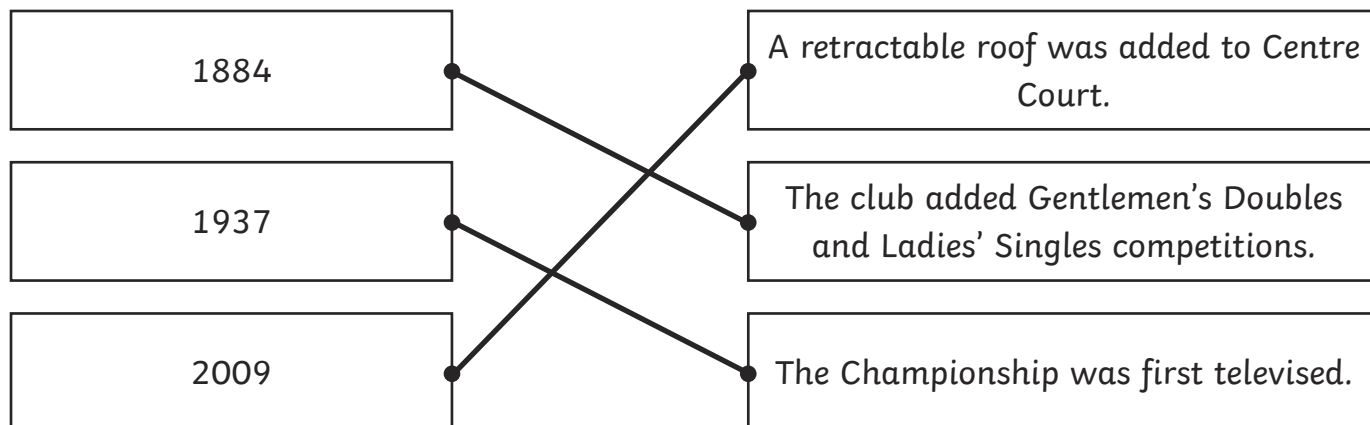 1884
A retractable roof was added to Centre
Court.
1937
The club added Gentlemen’s Doubles
and Ladies’ Singles competitions.
2009
The Championship was first televised.